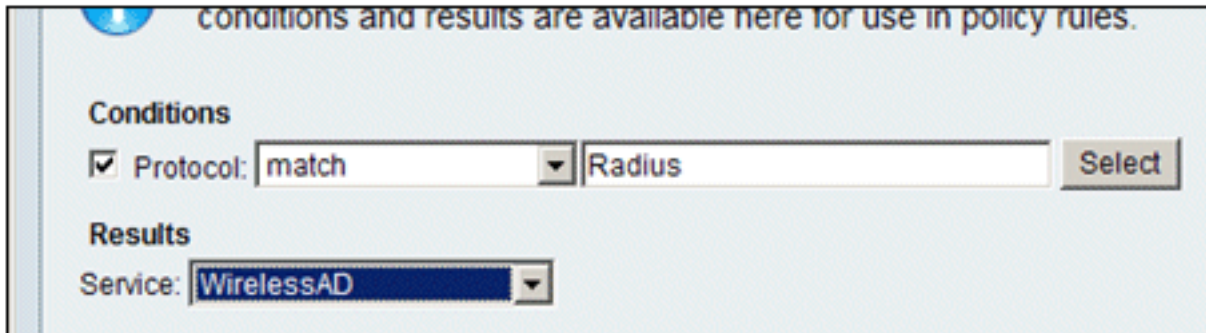 conditions and results are available here for use in policy rules.
Conditions
Protocol: match Radius Select
Results
Service: WirelessAD